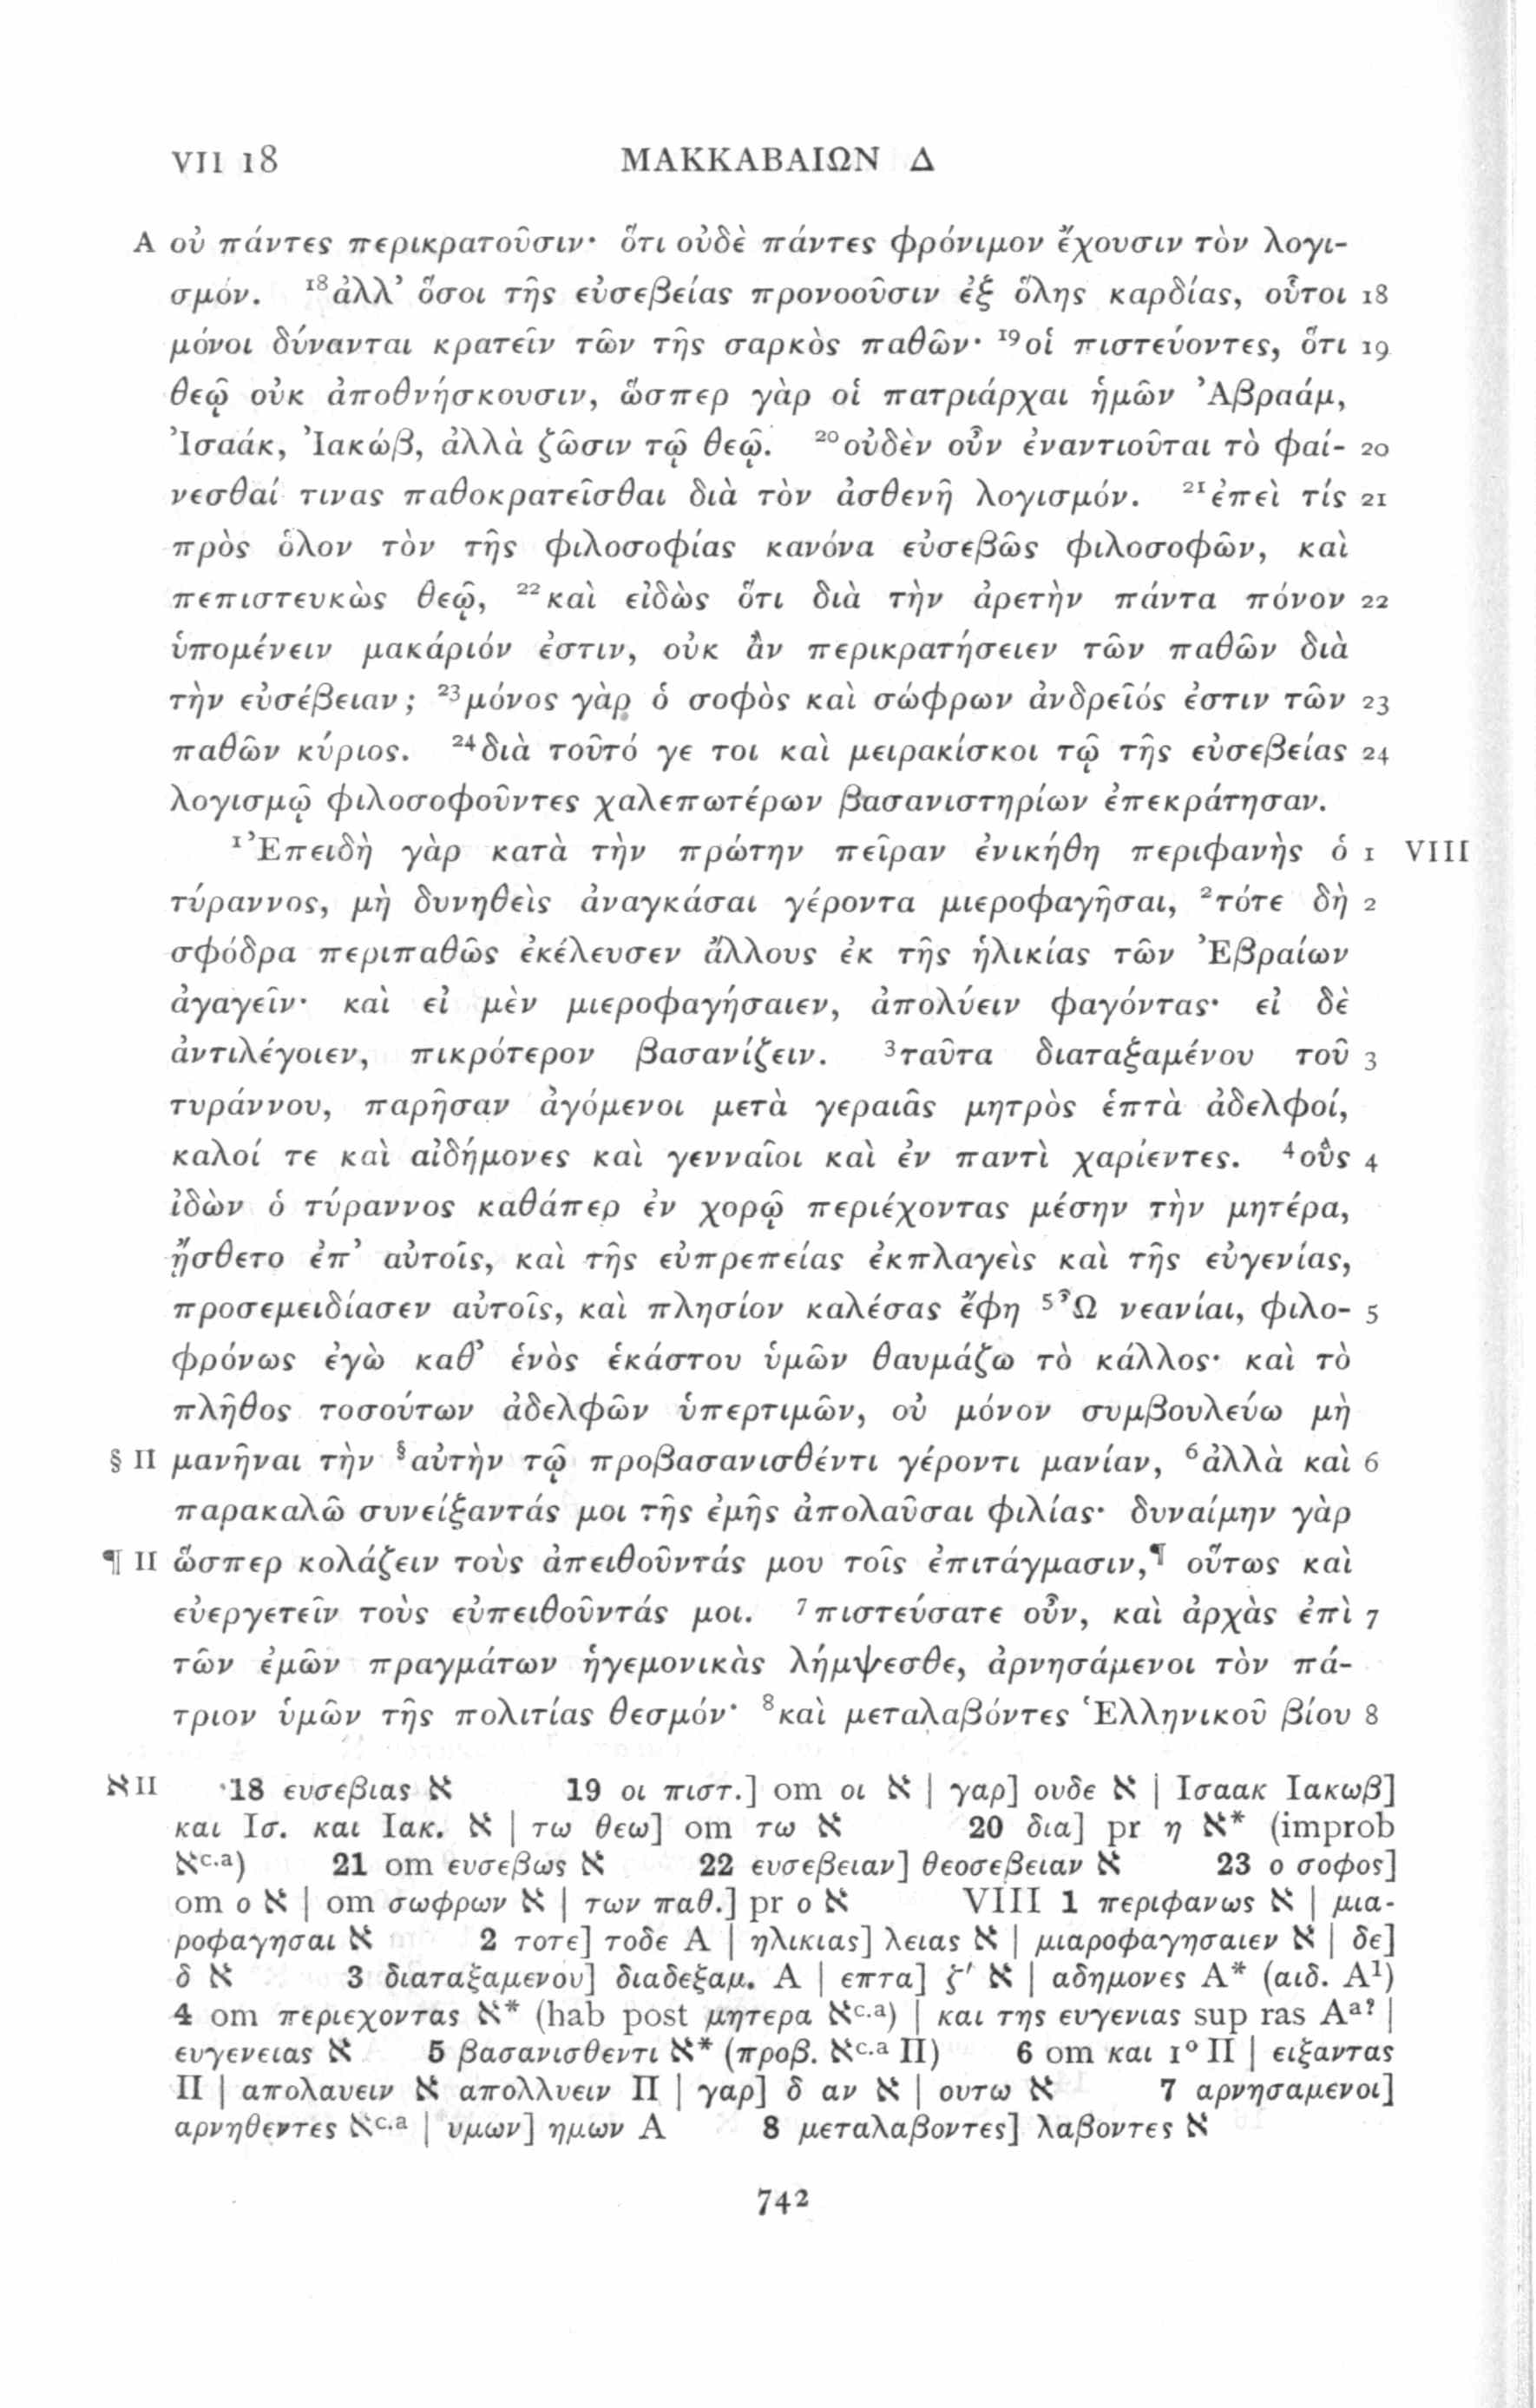 VII 18 ΜΑΚΚΑΒΑΙΩΝ Δ
A οὐ πάντες περικρατοῦσιν· ὅτι οὐδὲ πάντες φρόνιμον ἔχουσιν τὸν λογι-
σμόν. ¹⁸ἀλλ’ ὅσοι τῆς εὐσεβείας προνοοῦσιν ἐξ ὅλης καρδίας, οὗτοι 18
μόνοι δύνανται κρατεῖν τῶν τῆς σαρκὸς παθῶν· ¹⁹οἱ πιστεύοντες, ὅτι 19
θεῷ οὐκ ἀποθνήσκουσιν, ὥσπερ γὰρ οἱ πατριάρχαι ἡμῶν Ἀβραάμ,
Ἰσαάκ, Ἰακώβ, ἀλλὰ ζῶσιν τῷ θεῷ. ²⁰οὐδὲν οὖν ἐναντιοῦται τὸ φαί- 20
νεσθαί τινας παθοκρατεῖσθαι διὰ τὸν ἀσθενῆ λογισμόν. ²¹ἐπεὶ τίς 21
πρὸς ὅλον τὸν τῆς φιλοσοφίας κανόνα εὐσεβῶς φιλοσοφῶν, καὶ
πεπιστευκὼς θεῷ, ²²καὶ εἰδὼς ὅτι διὰ τὴν ἀρετὴν πάντα πόνον 22
ὑπομένειν μακάριόν ἐστιν, οὐκ ἂν περικρατήσειεν τῶν παθῶν διὰ
τὴν εὐσέβειαν; ²³μόνος γὰρ ὁ σοφὸς καὶ σώφρων ἀνδρεῖός ἐστιν τῶν 23
παθῶν κύριος. ²⁴διὰ τοῦτό γε τοι καὶ μειρακίσκοι τῷ τῆς εὐσεβείας 24
λογισμῷ φιλοσοφοῦντες χαλεπωτέρων βασανιστηρίων ἐπεκράτησαν.
¹Ἐπειδὴ γὰρ κατὰ τὴν πρώτην πεῖραν ἐνικήθη περιφανὴς ὁ 1 VIII
τύραννος, μὴ δυνηθεὶς ἀναγκάσαι γέροντα μιεροφαγῆσαι, ²τότε δὴ 2
σφόδρα περιπαθῶς ἐκέλευσεν ἄλλους ἐκ τῆς ἡλικίας τῶν Ἐβραίων
ἀγαγεῖν· καὶ εἰ μὲν μιεροφαγήσαιεν, ἀπολύειν φαγόντας· εἰ δὲ
ἀντιλέγοιεν, πικρότερον βασανίζειν. ³ταῦτα διαταξαμένου τοῦ 3
τυράννου, παρῆσαν ἀγόμενοι μετὰ γεραιᾶς μητρὸς ἑπτὰ ἀδελφοί,
καλοί τε καὶ αἰδήμονες καὶ γενναῖοι καὶ ἐν παντὶ χαρίεντες. ⁴οὓς 4
ἰδὼν ὁ τύραννος καθάπερ ἐν χορῷ περιέχοντας μέσην τὴν μητέρα,
ᾔσθετο ἐπ’ αὐτοῖς, καὶ τῆς εὐπρεπείας ἐκπλαγεὶς καὶ τῆς εὐγενίας,
προσεμειδίασεν αὐτοῖς, καὶ πλησίον καλέσας ἔφη ⁵Ὦ νεανίαι, φιλο- 5
φρόνως ἐγὼ καθ’ ἑνὸς ἑκάστου ὑμῶν θαυμάζω τὸ κάλλος· καὶ τὸ
πλῆθος τοσούτων ἀδελφῶν ὑπερτιμῶν, οὐ μόνον συμβουλεύω μὴ
§ Π μανῆναι τὴν §αὐτὴν τῷ προβασανισθέντι γέροντι μανίαν, ⁶ἀλλὰ καὶ 6
παρακαλῶ συνείξαντάς μοι τῆς ἐμῆς ἀπολαῦσαι φιλίας· δυναίμην γὰρ
¶ Π ὥσπερ κολάζειν τοὺς ἀπειθοῦντάς μου τοῖς ἐπιτάγμασιν,¶ οὕτως καὶ
εὐεργετεῖν τοὺς εὐπειθοῦντάς μοι. ⁷πιστεύσατε οὖν, καὶ ἀρχὰς ἐπὶ 7
τῶν ἐμῶν πραγμάτων ἡγεμονικὰς λήμψεσθε, ἀρνησάμενοι τὸν πά-
τριον ὑμῶν τῆς πολιτίας θεσμόν· ⁸καὶ μεταλαβόντες Ἑλληνικοῦ βίου 8
אΠ 18 ευσεβιας א 19 οι πιστ.] om οι א | γαρ] ουδε א | Ισαακ Ιακωβ]
και Ισ. και Ιακ. א | τω θεω] om τω א 20 δια] pr η א* (improb
אc.a) 21 om ευσεβως א 22 ευσεβειαν] θεοσεβειαν א 23 ο σοφος]
om ο א | om σωφρων א | των παθ.] pr ο א VIII 1 περιφανως א | μια-
ροφαγησαι א 2 τοτε] τοδε A | ηλικιας] λειας א | μιαροφαγησαιεν א | δε]
δ א 3 διαταξαμενου] διαδεξαμ. A | επτα] ζ′ א | αδημονες A* (αιδ. A¹)
4 om περιεχοντας א* (hab post μητερα אc.a) | και της ευγενιας sup ras Aa? |
ευγενειας א 5 βασανισθεντι א* (προβ. אc.a Π) 6 om και 1° Π | ειξαντας
Π | απολαυειν א απολλυειν Π | γαρ] δ αν א | ουτω א 7 αρνησαμενοι]
αρνηθεντες אc.a | υμων] ημων A 8 μεταλαβοντες] λαβοντες א
742